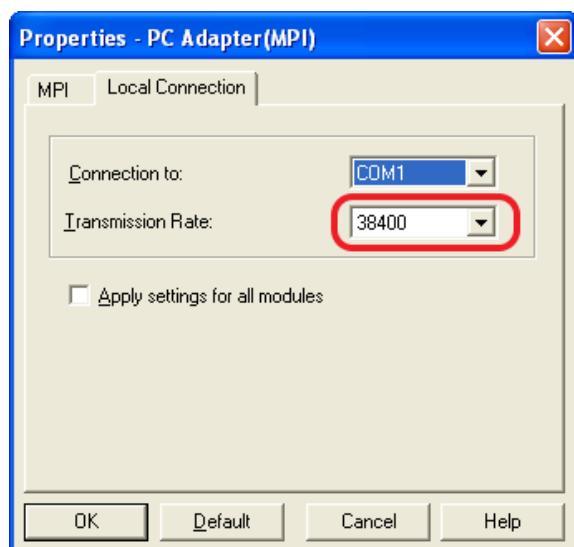 Properties - PC Adapter(MPI)
MPI Local Connection
Connection to: COM1
Transmission Rate: 38400
Apply settings for all modules
OK Default Cancel Help